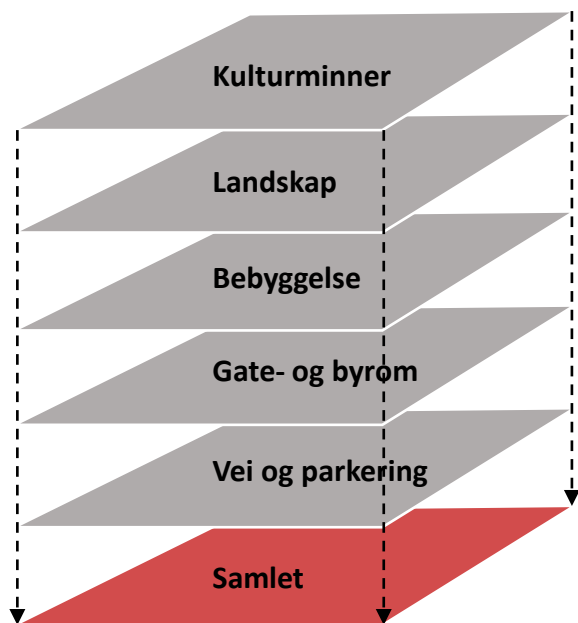 Kulturminner
Landskap
Bebyggelse
Gate- og byrom
Vei og parkering
Samlet